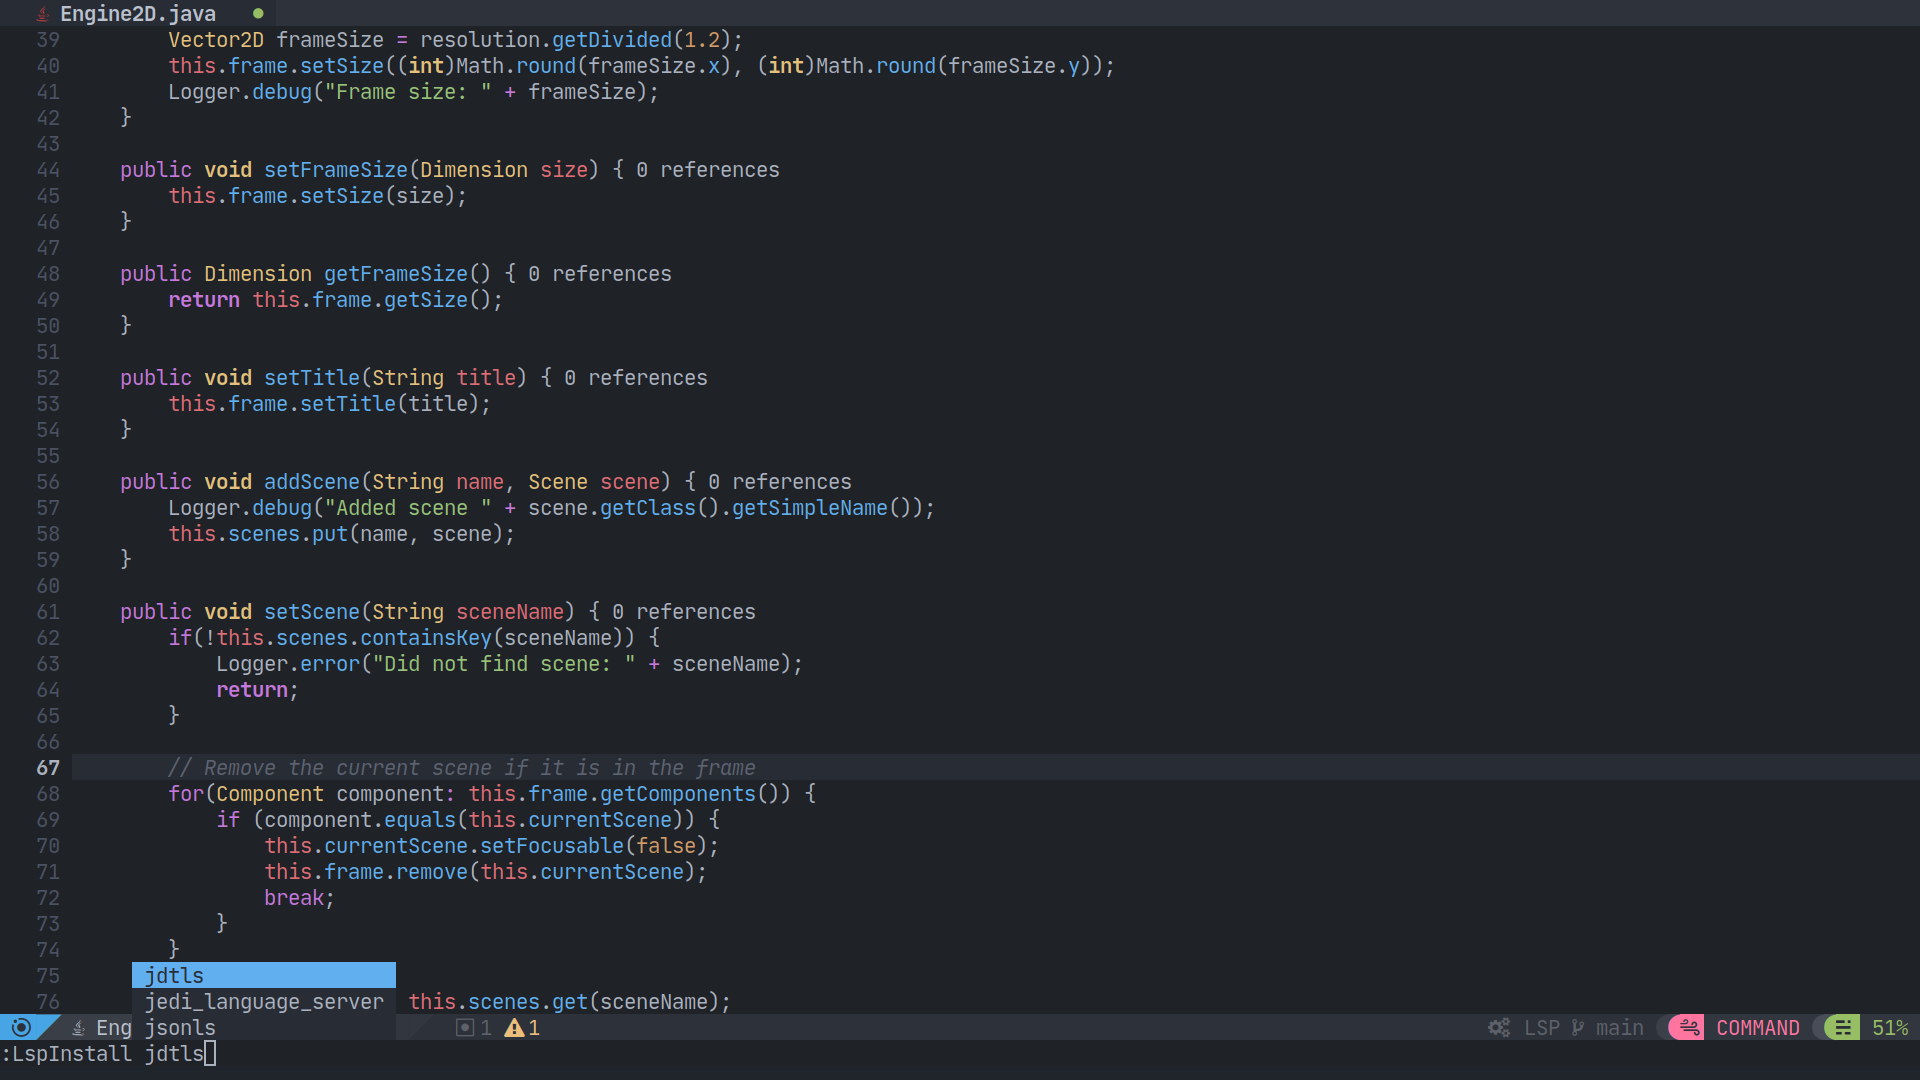 Engine2D.java
39 Vector2D frameSize = resolution.getDivided(1.2);
40 this.frame.setSize((int)Math.round(frameSize.x), (int)Math.round(frameSize.y));
41 Logger.debug("Frame size: " + frameSize);
42 }
43
44 public void setFrameSize(Dimension size) { 0 references
45 this.frame.setSize(size);
46 }
47
48 public Dimension getFrameSize() { 0 references
49 return this.frame.getSize();
50 }
51
52 public void setTitle(String title) { 0 references
53 this.frame.setTitle(title);
54 }
55
56 public void addScene(String name, Scene scene) { 0 references
57 Logger.debug("Added scene " + scene.getClass().getSimpleName());
58 this.scenes.put(name, scene);
59 }
60
61 public void setScene(String sceneName) { 0 references
62 if(!this.scenes.containsKey(sceneName)) {
63 Logger.error("Did not find scene: " + sceneName);
64 return;
65 }
66
67 // Remove the current scene if it is in the frame
68 for(Component component: this.frame.getComponents()) {
69 if (component.equals(this.currentScene)) {
70 this.currentScene.setFocusable(false);
71 this.frame.remove(this.currentScene);
72 break;
73 }
74 }
75 jdtls
76 jedi_language_server this.scenes.get(sceneName);
Eng jsonls 1 1 LSP main COMMAND 51%
:LspInstall jdtls